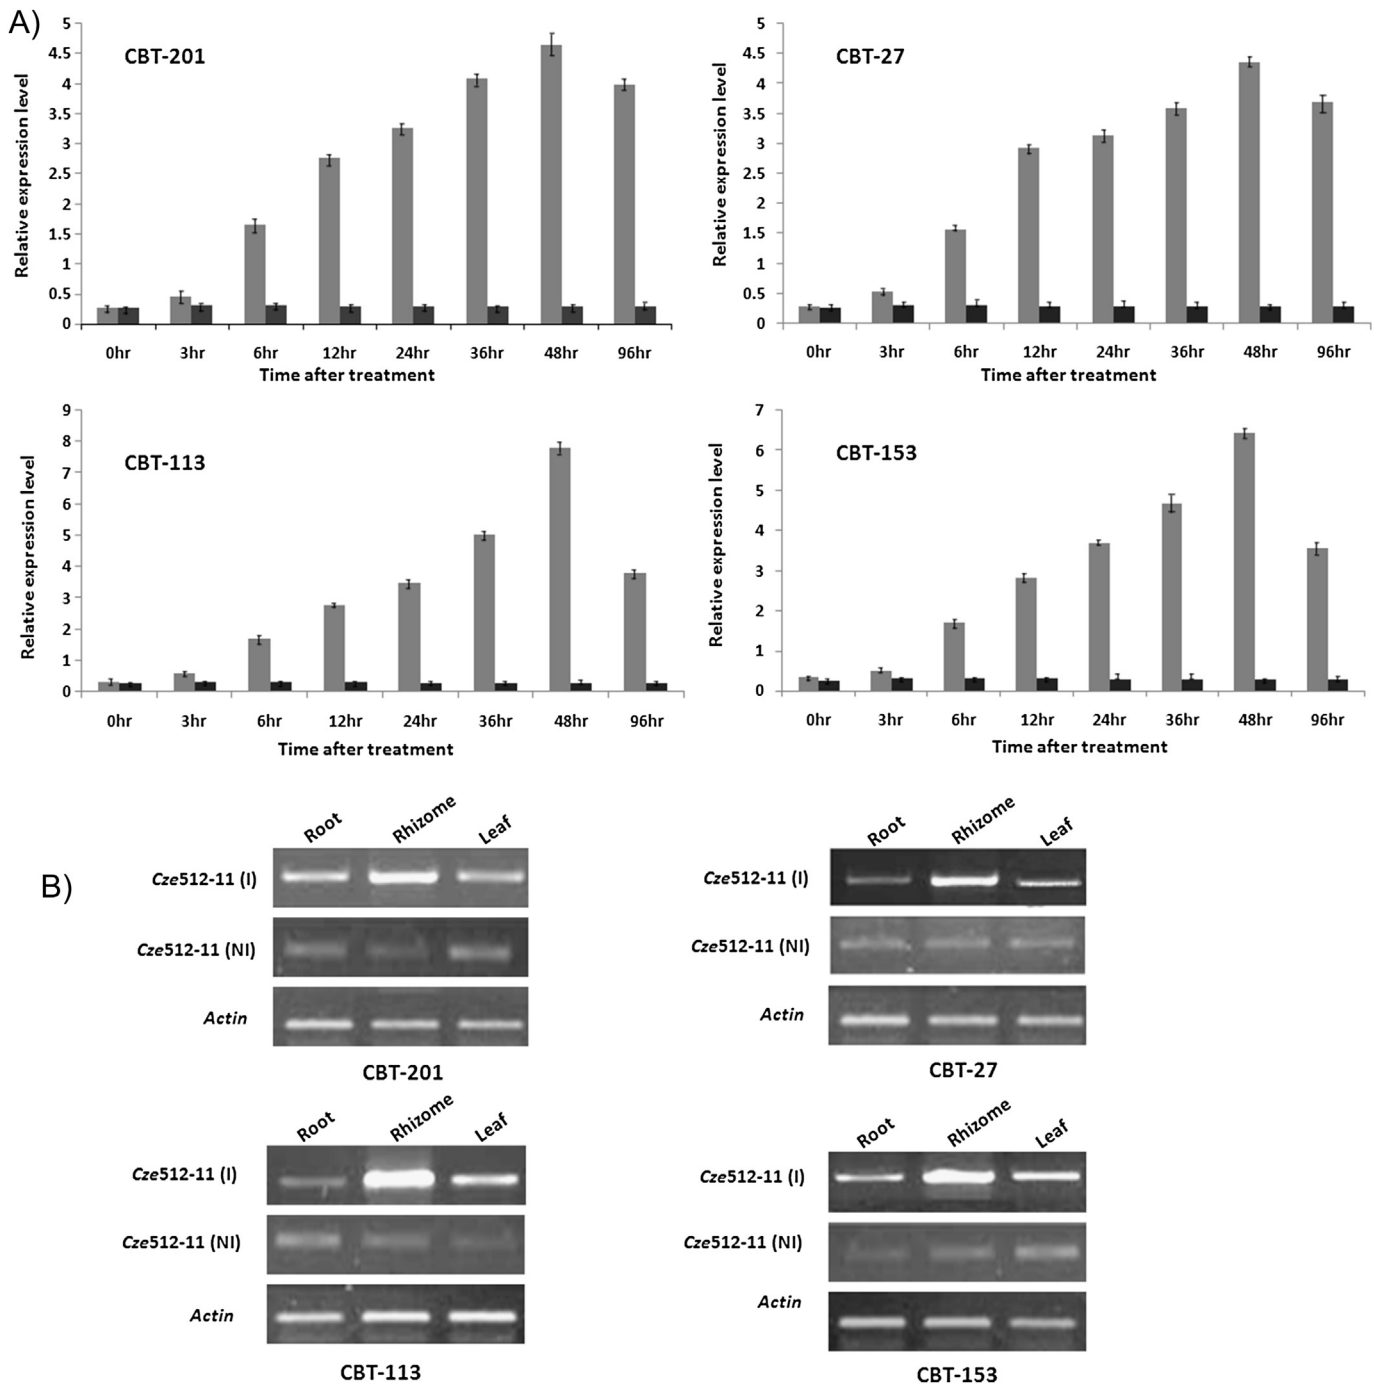 A)
CBT-201
Relative expression level
5
4.5
4
3.5
3
2.5
2
1.5
1
0.5
0
0hr 3hr 6hr 12hr 24hr 36hr 48hr 96hr
Time after treatment
CBT-27
Relative expression level
5
4.5
4
3.5
3
2.5
2
1.5
1
0.5
0
0hr 3hr 6hr 12hr 24hr 36hr 48hr 96hr
Time after treatment
CBT-113
Relative expression level
9
8
7
6
5
4
3
2
1
0
0hr 3hr 6hr 12hr 24hr 36hr 48hr 96hr
Time after treatment
CBT-153
Relative expression level
7
6
5
4
3
2
1
0
0hr 3hr 6hr 12hr 24hr 36hr 48hr 96hr
Time after treatment
B)
Root Rhizome Leaf
Cze512-11 (I)
Cze512-11 (NI)
Actin
CBT-201
Root Rhizome Leaf
Cze512-11 (I)
Cze512-11 (NI)
Actin
CBT-27
Root Rhizome Leaf
Cze512-11 (I)
Cze512-11 (NI)
Actin
CBT-113
Root Rhizome Leaf
Cze512-11 (I)
Cze512-11 (NI)
Actin
CBT-153